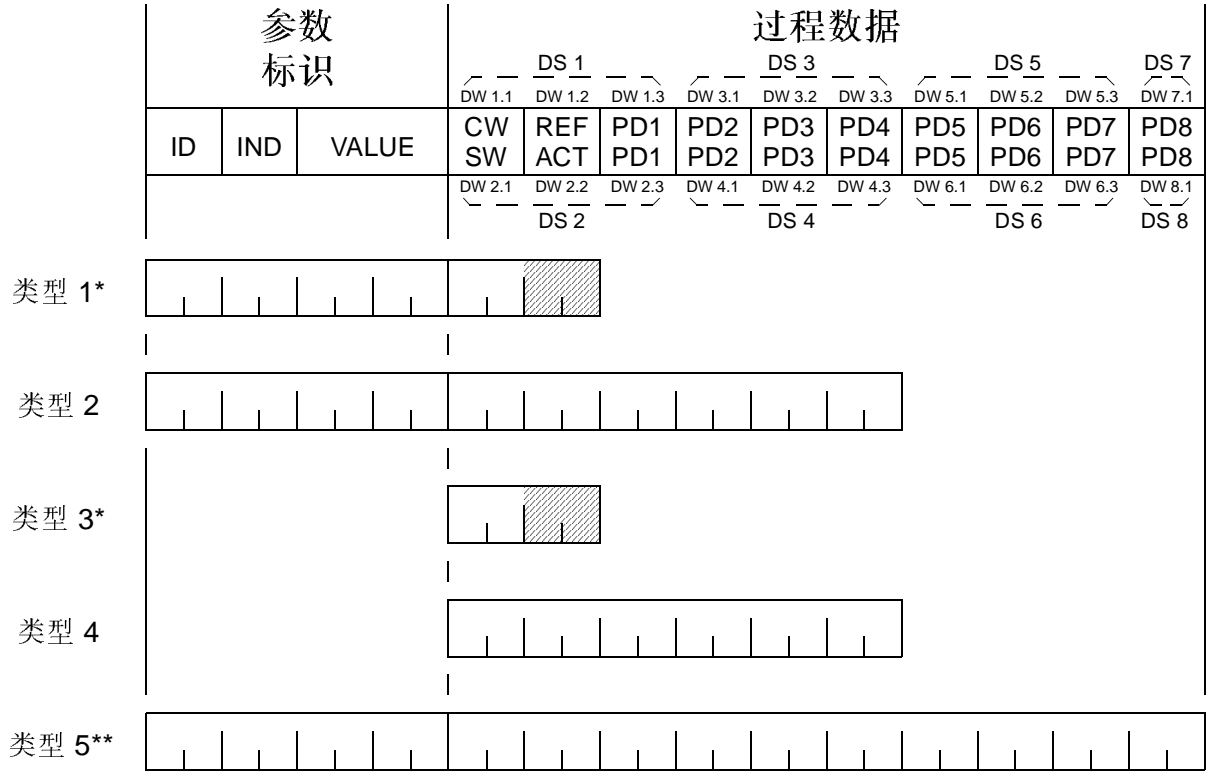 参数
标识
过程数据
DS 1 DS 3 DS 5 DS 7
DW 1.1 DW 1.2 DW 1.3 DW 3.1 DW 3.2 DW 3.3 DW 5.1 DW 5.2 DW 5.3 DW 7.1
ID IND VALUE
CW REF PD1 PD2 PD3 PD4 PD5 PD6 PD7 PD8
SW ACT PD1 PD2 PD3 PD4 PD5 PD6 PD7 PD8
DW 2.1 DW 2.2 DW 2.3 DW 4.1 DW 4.2 DW 4.3 DW 6.1 DW 6.2 DW 6.3 DW 8.1
DS 2 DS 4 DS 6 DS 8
类型 1*
类型 2
类型 3*
类型 4
类型 5**